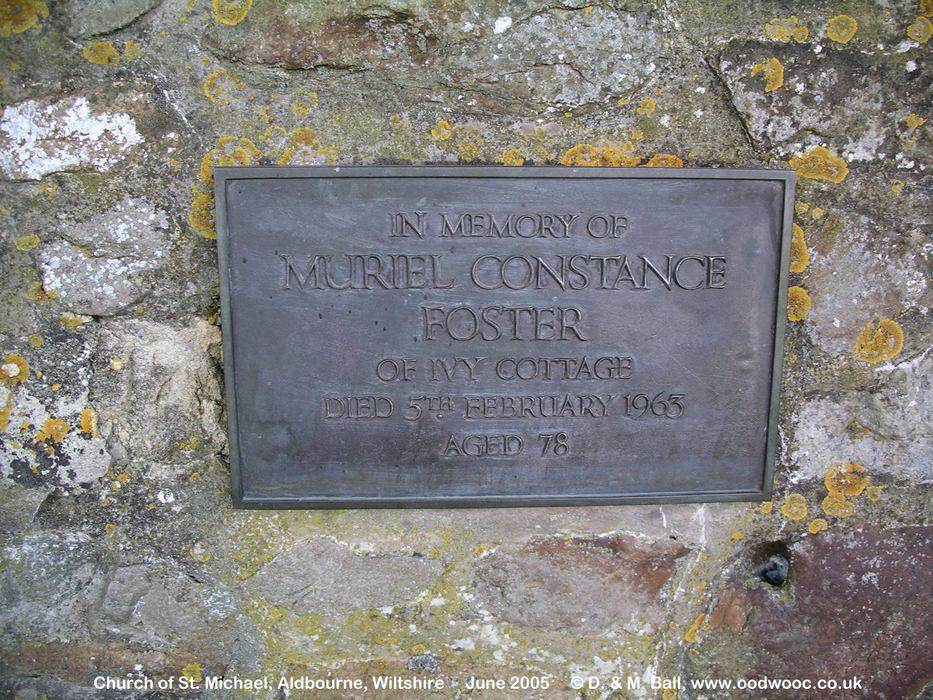 IN MEMORY OF
MURIEL CONSTANCE
FOSTER
OF IVY COTTAGE
DIED 5TH FEBRUARY 1963
AGED 78
Church of St. Michael, Aldbourne, Wiltshire - June 2005 © D. & M. Ball, www.oodwooc.co.uk